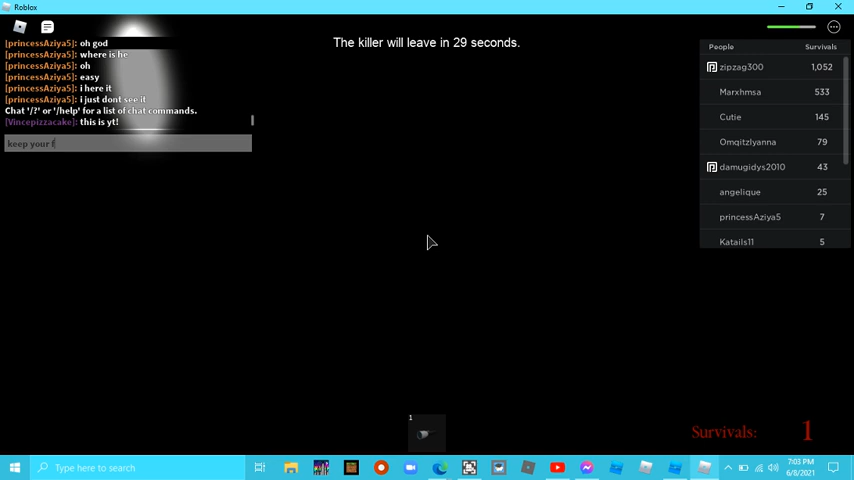 Roblox
[princessAziya5]: oh god
[princessAziya5]: where is he
[princessAziya5]: oh
[princessAziya5]: easy
[princessAziya5]: i here it
[princessAziya5]: i just dont see it
Chat '/?' or '/help' for a list of chat commands.
[Vincepizzacake]: this is yt!
keep your f
The killer will leave in 29 seconds.
People Survivals
zipzag300 1,052
Marxhmsa 533
Cutie 145
OmqitzIyanna 79
damugidys2010 43
angelique 25
princessAziya5 7
Katails11 5
1
Survivals: 1
Type here to search
7:03 PM
6/8/2021